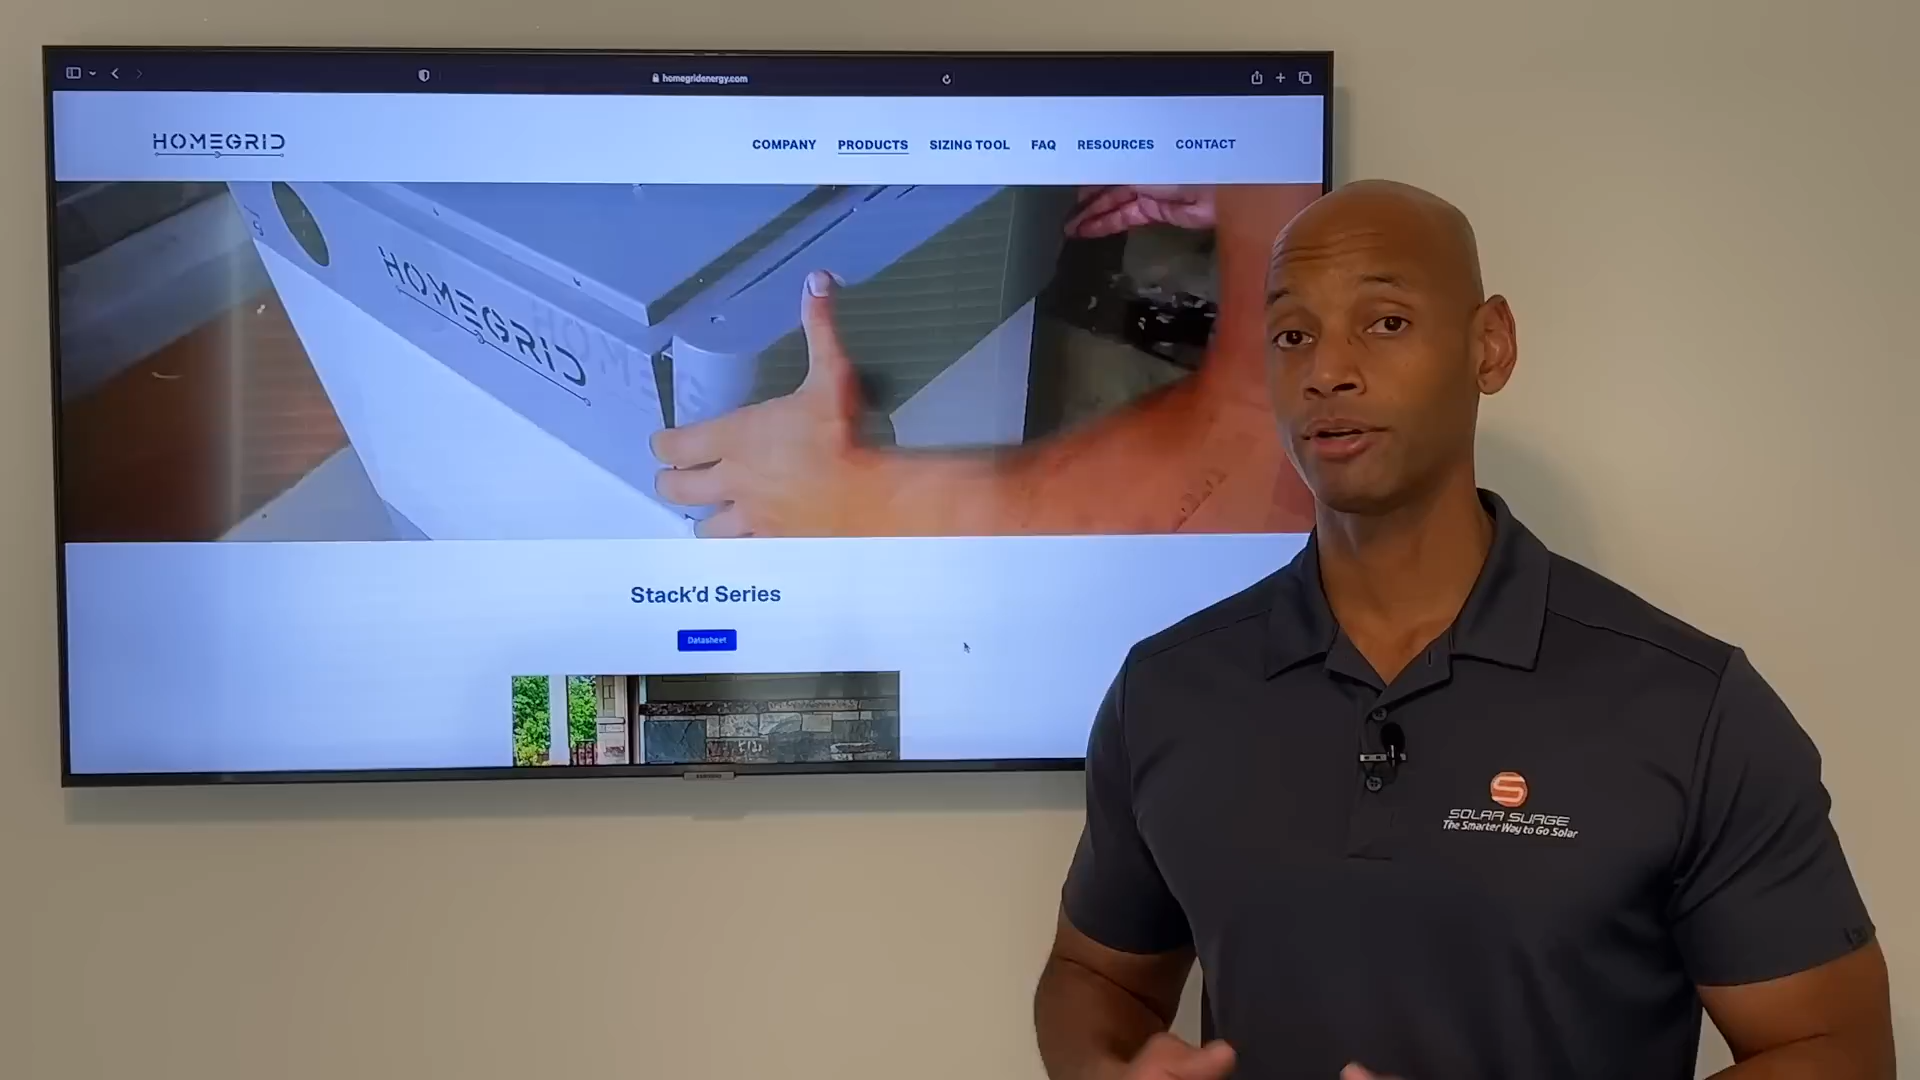 homegridenergy.com
HOMEGRID
COMPANY PRODUCTS SIZING TOOL FAQ RESOURCES CONTACT
HOMEGRID
Stack'd Series
Datasheet
SAMSUNG
SOLAR SURGE
The Smarter Way to Go Solar